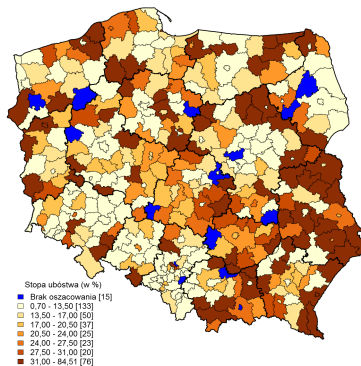 Stopa ubóstwa (w %)
Brak oszacowania [15]
0,70 - 13,50 [133]
13,50 - 17,00 [50]
17,00 - 20,50 [37]
20,50 - 24,00 [25]
24,00 - 27,50 [23]
27,50 - 31,00 [20]
31,00 - 84,51 [76]